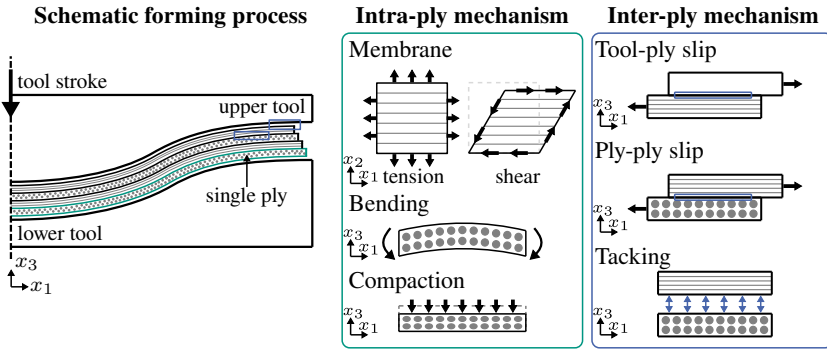 Schematic forming process
tool stroke
upper tool
single ply
lower tool
x₃
x₁
Intra-ply mechanism
Membrane
x₂
x₁
tension
shear
Bending
x₃
x₁
Compaction
x₃
x₁
Inter-ply mechanism
Tool-ply slip
x₃
x₁
Ply-ply slip
x₃
x₁
Tacking
x₃
x₁